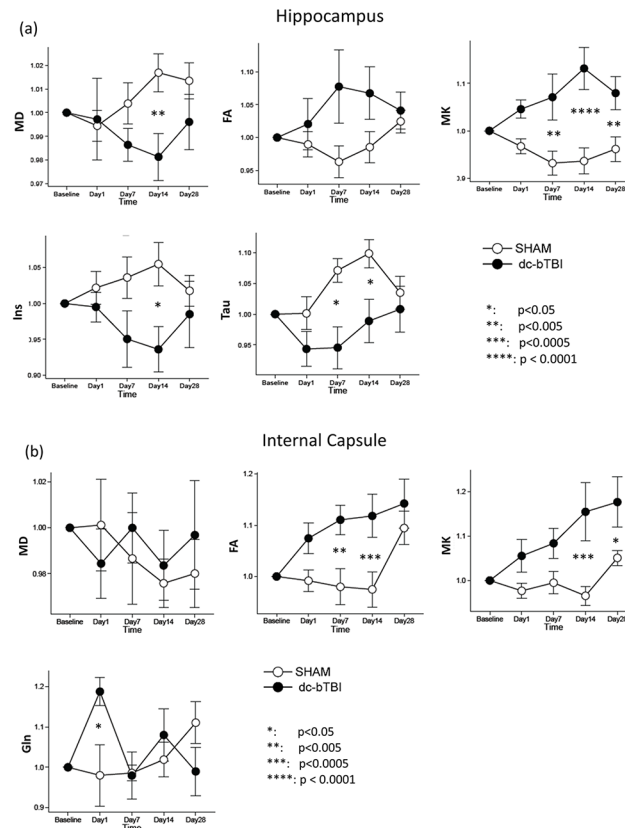 Hippocampus
(a)
MD
1.02
1.01
1.00
0.99
0.98
0.97
**
Baseline Day1 Day7 Day14 Day28
Time
FA
1.10
1.05
1.00
0.95
Baseline Day1 Day7 Day14 Day28
Time
MK
1.1
1.0
0.9
**
****
**
Baseline Day1 Day7 Day14 Day28
Time
Ins
1.05
1.00
0.95
0.90
*
Baseline Day1 Day7 Day14 Day28
Time
Tau
1.10
1.05
1.00
0.95
*
*
Baseline Day1 Day7 Day14 Day28
Time
SHAM
dc-bTBI
*: p<0.05
**: p<0.005
***: p<0.0005
****: p < 0.0001
Internal Capsule
(b)
MD
1.02
1.00
0.98
Baseline Day1 Day7 Day14 Day28
Time
FA
1.2
1.1
1.0
**
***
Baseline Day1 Day7 Day14 Day28
Time
MK
1.2
1.1
1.0
***
*
Baseline Day1 Day7 Day14 Day28
Time
Gln
1.2
1.1
1.0
0.9
*
Baseline Day1 Day7 Day14 Day28
Time
SHAM
dc-bTBI
*: p<0.05
**: p<0.005
***: p<0.0005
****: p < 0.0001